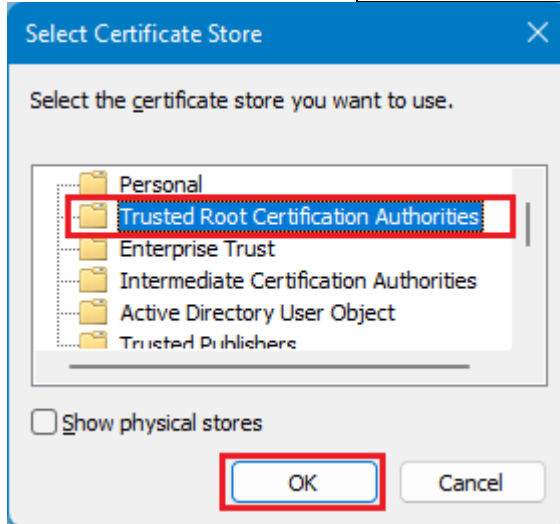 Select Certificate Store
Select the certificate store you want to use.
Personal
Trusted Root Certification Authorities
Enterprise Trust
Intermediate Certification Authorities
Active Directory User Object
Trusted Publishers
Show physical stores
OK Cancel